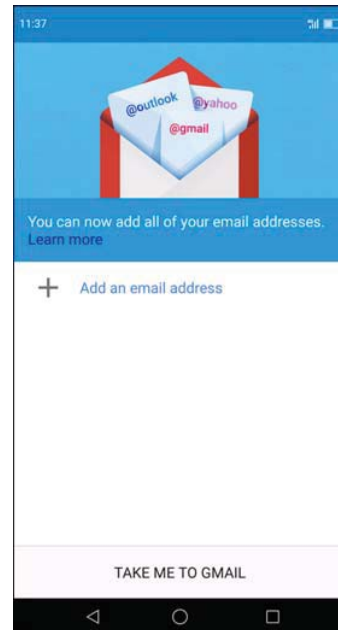 11:37
@outlook
@yahoo
@gmail
You can now add all of your email addresses.
Learn more
Add an email address
TAKE ME TO GMAIL